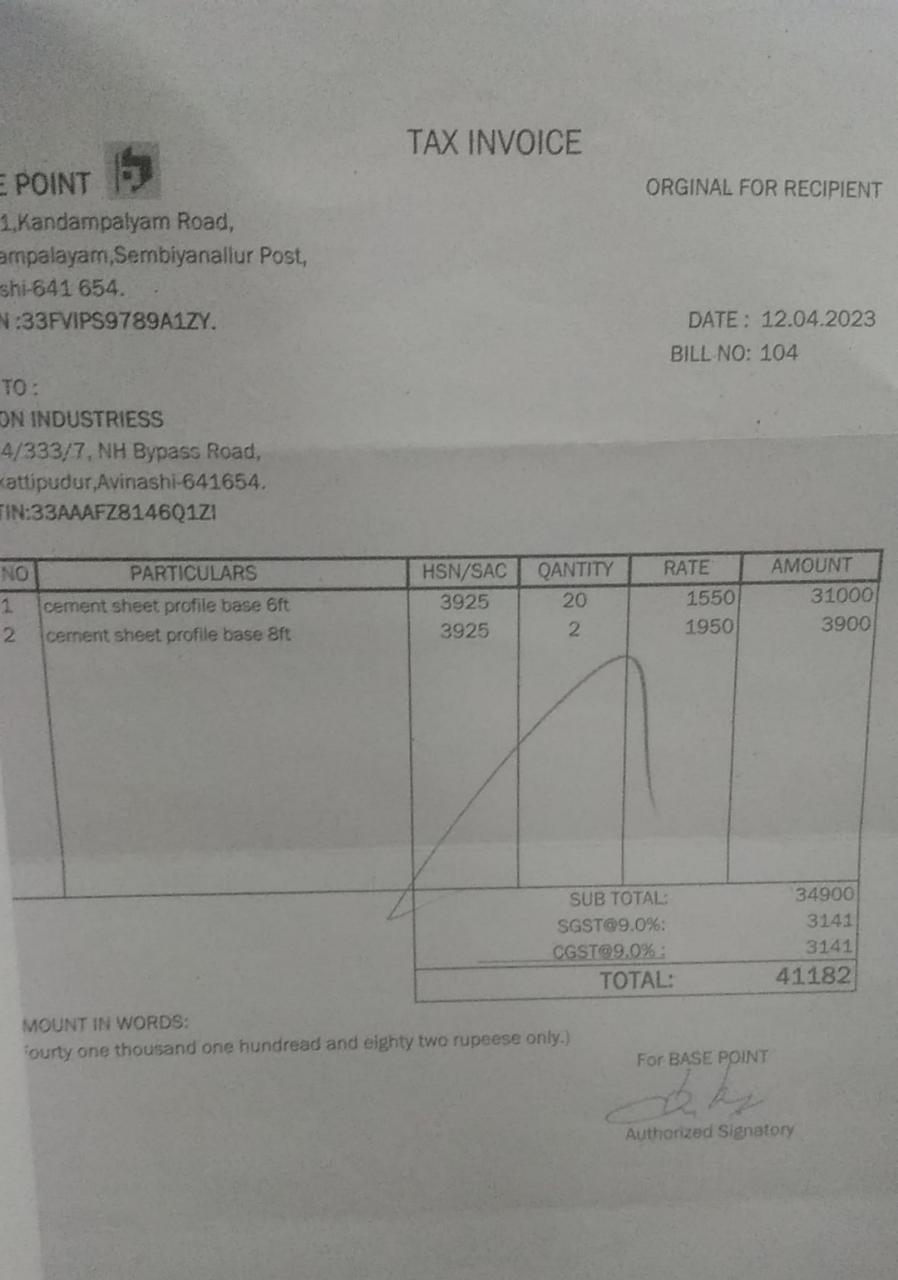 TAX INVOICE
E POINT
ORGINAL FOR RECIPIENT
1,Kandampalyam Road,
ampalayam,Sembiyanallur Post,
shi-641 654.
N :33FVIPS9789A1ZY.
DATE : 12.04.2023
BILL NO: 104
TO :
ON INDUSTRIESS
4/333/7, NH Bypass Road,
kattipudur,Avinashi-641654.
TIN:33AAAFZ8146Q1ZI
NO PARTICULARS HSN/SAC QANTITY RATE AMOUNT
1 cement sheet profile base 6ft 3925 20 1550 31000
2 cement sheet profile base 8ft 3925 2 1950 3900
SUB TOTAL: 34900
SGST@9.0%: 3141
CGST@9.0% : 3141
TOTAL: 41182
MOUNT IN WORDS:
ourty one thousand one hundread and eighty two rupeese only.)
For BASE POINT
Authorized Signatory